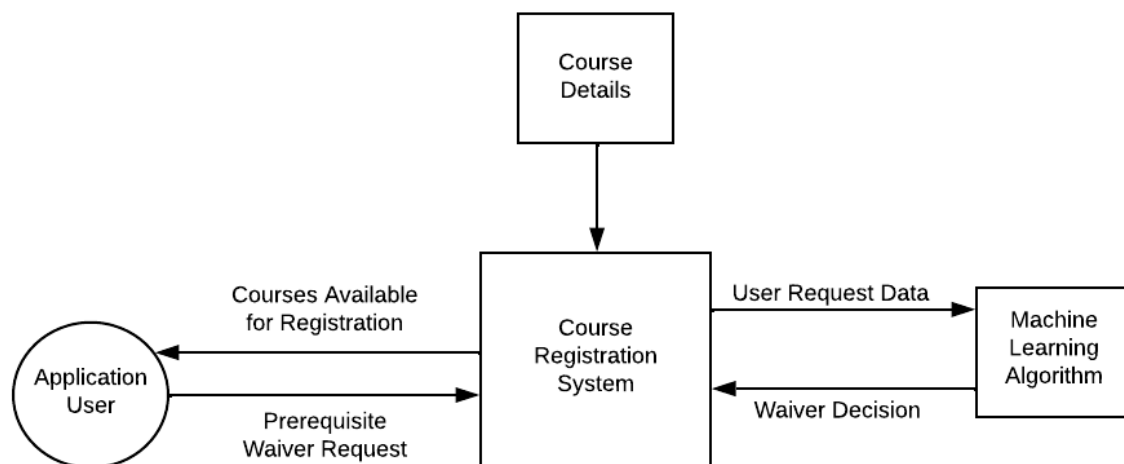 Course
Details
Courses Available
for Registration
User Request Data
Course
Registration
System
Machine
Learning
Algorithm
Application
User
Prerequisite
Waiver Request
Waiver Decision